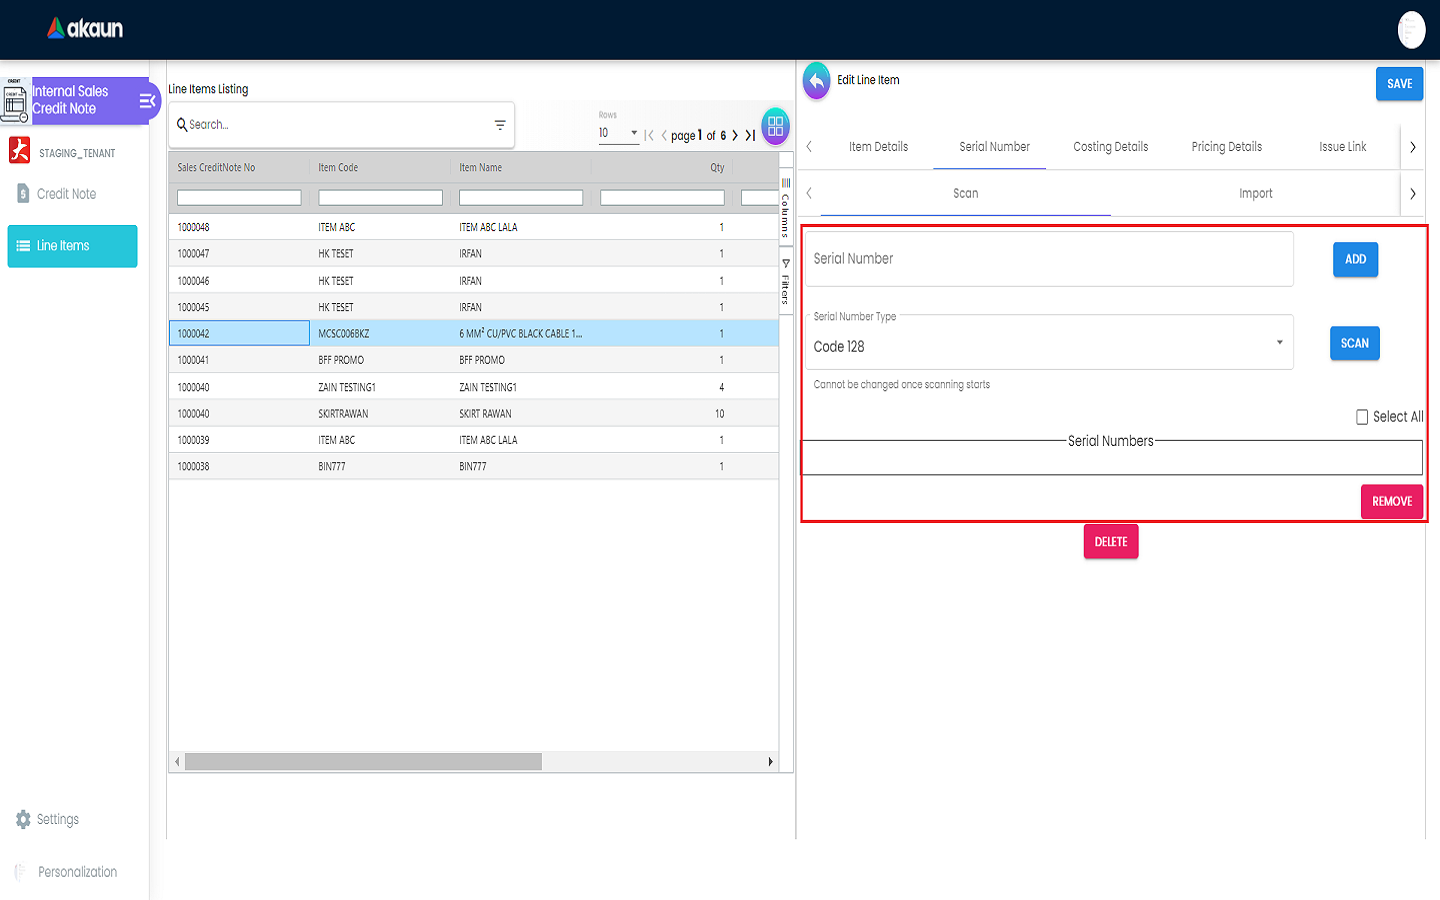 akaun
CREDIT
Internal Sales
Credit Note
STAGING_TENANT
Credit Note
Line Items
Settings
Personalization
Line Items Listing
Search...
Rows
10
page 1 of 6
Sales CreditNote No Item Code Item Name Qty
1000048 ITEM ABC ITEM ABC LALA 1
1000047 HK TESET IRFAN 1
1000046 HK TESET IRFAN 1
1000045 HK TESET IRFAN 1
1000042 MCSC006BKZ 6 MM² CU/PVC BLACK CABLE 1... 1
1000041 BFF PROMO BFF PROMO 1
1000040 ZAIN TESTING1 ZAIN TESTING1 4
1000040 SKIRTRAWAN SKIRT RAWAN 10
1000039 ITEM ABC ITEM ABC LALA 1
1000038 BIN777 BIN777 1
Columns
Filters
Edit Line Item
SAVE
Item Details Serial Number Costing Details Pricing Details Issue Link
Scan Import
Serial Number
ADD
Serial Number Type
Code 128
SCAN
Cannot be changed once scanning starts
Select All
Serial Numbers
REMOVE
DELETE